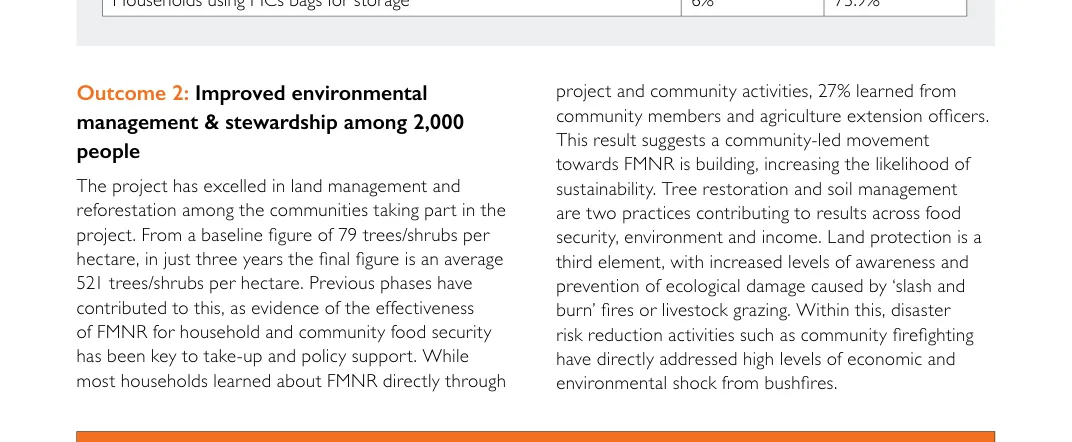 Households using PICs bags for storage
6%
75.9%
Outcome 2: Improved environmental
management & stewardship among 2,000
people
The project has excelled in land management and
reforestation among the communities taking part in the
project. From a baseline figure of 79 trees/shrubs per
hectare, in just three years the final figure is an average
521 trees/shrubs per hectare. Previous phases have
contributed to this, as evidence of the effectiveness
of FMNR for household and community food security
has been key to take-up and policy support. While
most households learned about FMNR directly through
project and community activities, 27% learned from
community members and agriculture extension officers.
This result suggests a community-led movement
towards FMNR is building, increasing the likelihood of
sustainability. Tree restoration and soil management
are two practices contributing to results across food
security, environment and income. Land protection is a
third element, with increased levels of awareness and
prevention of ecological damage caused by ‘slash and
burn’ fires or livestock grazing. Within this, disaster
risk reduction activities such as community firefighting
have directly addressed high levels of economic and
environmental shock from bushfires.